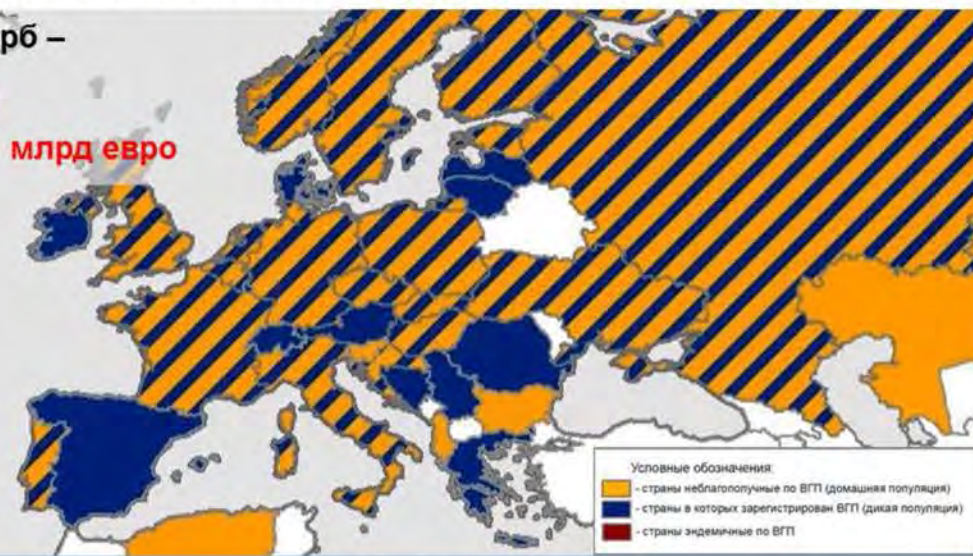 рб –
млрд евро
Условные обозначения:
- страны неблагополучные по ВГП (домашняя популяция)
- страны в которых зарегистрирован ВГП (дикая популяция)
- страны эндемичные по ВГП